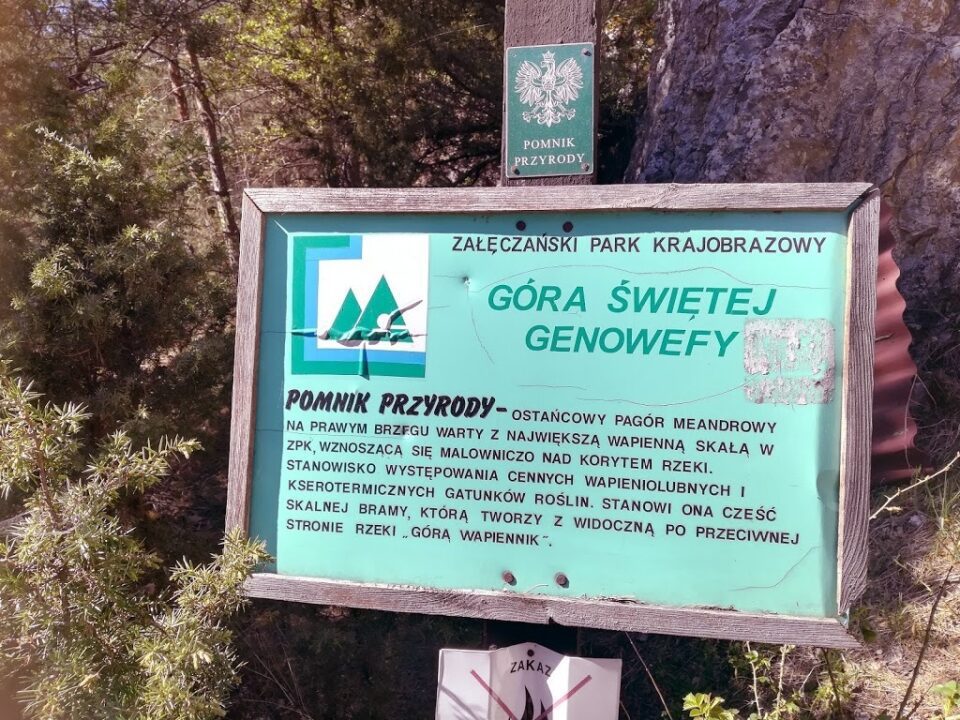 POMNIK
PRZYRODY
ZAŁĘCZAŃSKI PARK KRAJOBRAZOWY
GÓRA ŚWIĘTEJ
GENOWEFY
POMNIK PRZYRODY- OSTAŃCOWY PAGÓR MEANDROWY
NA PRAWYM BRZEGU WARTY Z NAJWIĘKSZĄ WAPIENNĄ SKAŁĄ W
ZPK, WZNOSZĄCĄ SIĘ MALOWNICZO NAD KORYTEM RZEKI.
STANOWISKO WYSTĘPOWANIA CENNYCH WAPIENIOLUBNYCH I
KSEROTERMICZNYCH GATUNKÓW ROŚLIN. STANOWI ONA CZEŚĆ
SKALNEJ BRAMY, KTÓRĄ TWORZY Z WIDOCZNĄ PO PRZECIWNEJ
STRONIE RZEKI „GÓRĄ WAPIENNIK".
ZAKAZ